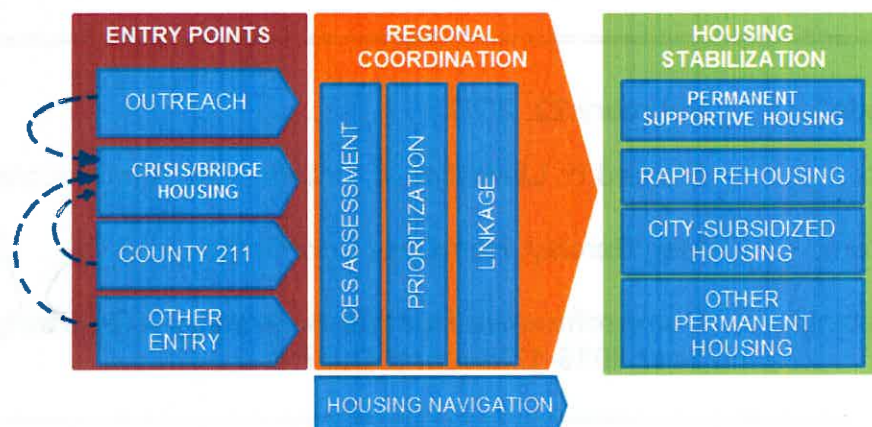 ENTRY POINTS
OUTREACH
CRISIS/BRIDGE
HOUSING
COUNTY 211
OTHER
ENTRY
REGIONAL
COORDINATION
CES ASSESSMENT
PRIORITIZATION
LINKAGE
HOUSING NAVIGATION
HOUSING
STABILIZATION
PERMANENT
SUPPORTIVE HOUSING
RAPID REHOUSING
CITY-SUBSIDIZED
HOUSING
OTHER
PERMANENT
HOUSING